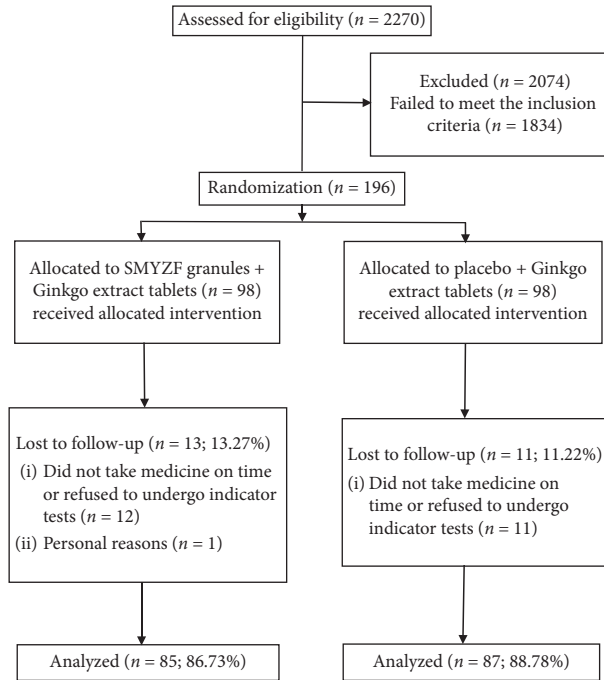 Assessed for eligibility (n = 2270)
Excluded (n = 2074)
Failed to meet the inclusion
criteria (n = 1834)
Randomization (n = 196)
Allocated to SMYZF granules +
Ginkgo extract tablets (n = 98)
received allocated intervention
Allocated to placebo + Ginkgo
extract tablets (n = 98)
received allocated intervention
Lost to follow-up (n = 13; 13.27%)
(i) Did not take medicine on time
or refused to undergo indicator
tests (n = 12)
(ii) Personal reasons (n = 1)
Lost to follow-up (n = 11; 11.22%)
(i) Did not take medicine on
time or refused to undergo
indicator tests (n = 11)
Analyzed (n = 85; 86.73%)
Analyzed (n = 87; 88.78%)